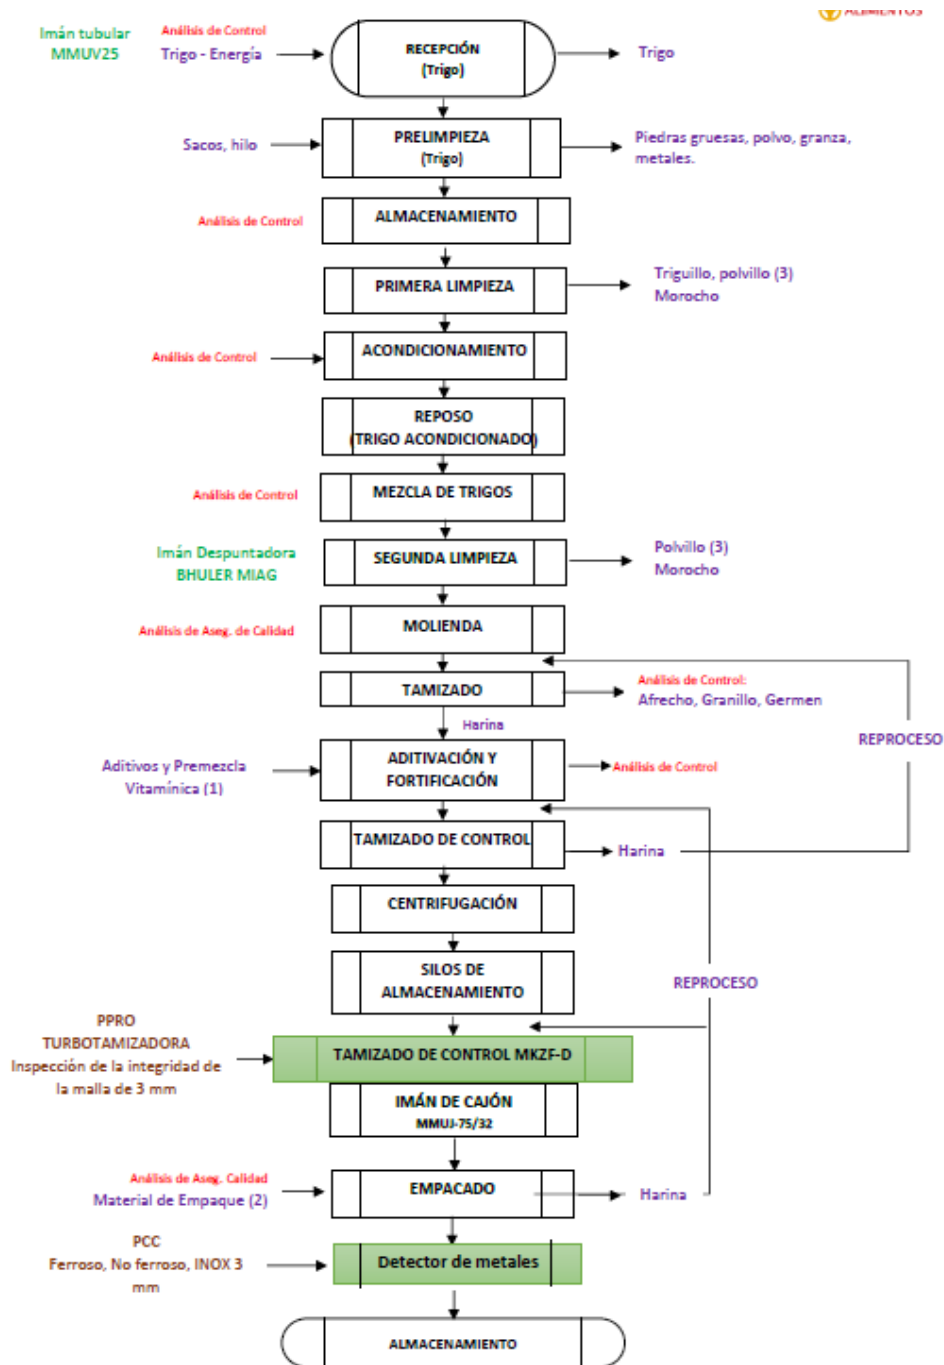 ALIMENTOS
Imán tubular
MMUV25
Análisis de Control
Trigo - Energía
RECEPCIÓN
(Trigo)
Trigo
Sacos, hilo
PRELIMPIEZA
(Trigo)
Piedras gruesas, polvo, granza,
metales.
Análisis de Control
ALMACENAMIENTO
PRIMERA LIMPIEZA
Triguillo, polvillo (3)
Morocho
Análisis de Control
ACONDICIONAMIENTO
REPOSO
(TRIGO ACONDICIONADO)
Análisis de Control
MEZCLA DE TRIGOS
Imán Despuntadora
BHULER MIAG
SEGUNDA LIMPIEZA
Polvillo (3)
Morocho
Análisis de Aseg. de Calidad
MOLIENDA
TAMIZADO
Análisis de Control:
Afrecho, Granillo, Germen
Harina
REPROCESO
Aditivos y Premezcla
Vitamínica (1)
ADITIVACIÓN Y
FORTIFICACIÓN
Análisis de Control
TAMIZADO DE CONTROL
Harina
CENTRIFUGACIÓN
SILOS DE
ALMACENAMIENTO
REPROCESO
PPRO
TURBOTAMIZADORA
Inspección de la integridad de
la malla de 3 mm
TAMIZADO DE CONTROL MKZF-D
IMÁN DE CAJÓN
MMUJ-75/32
Análisis de Aseg. Calidad
Material de Empaque (2)
EMPACADO
Harina
PCC
Ferroso, No ferroso, INOX 3
mm
Detector de metales
ALMACENAMIENTO